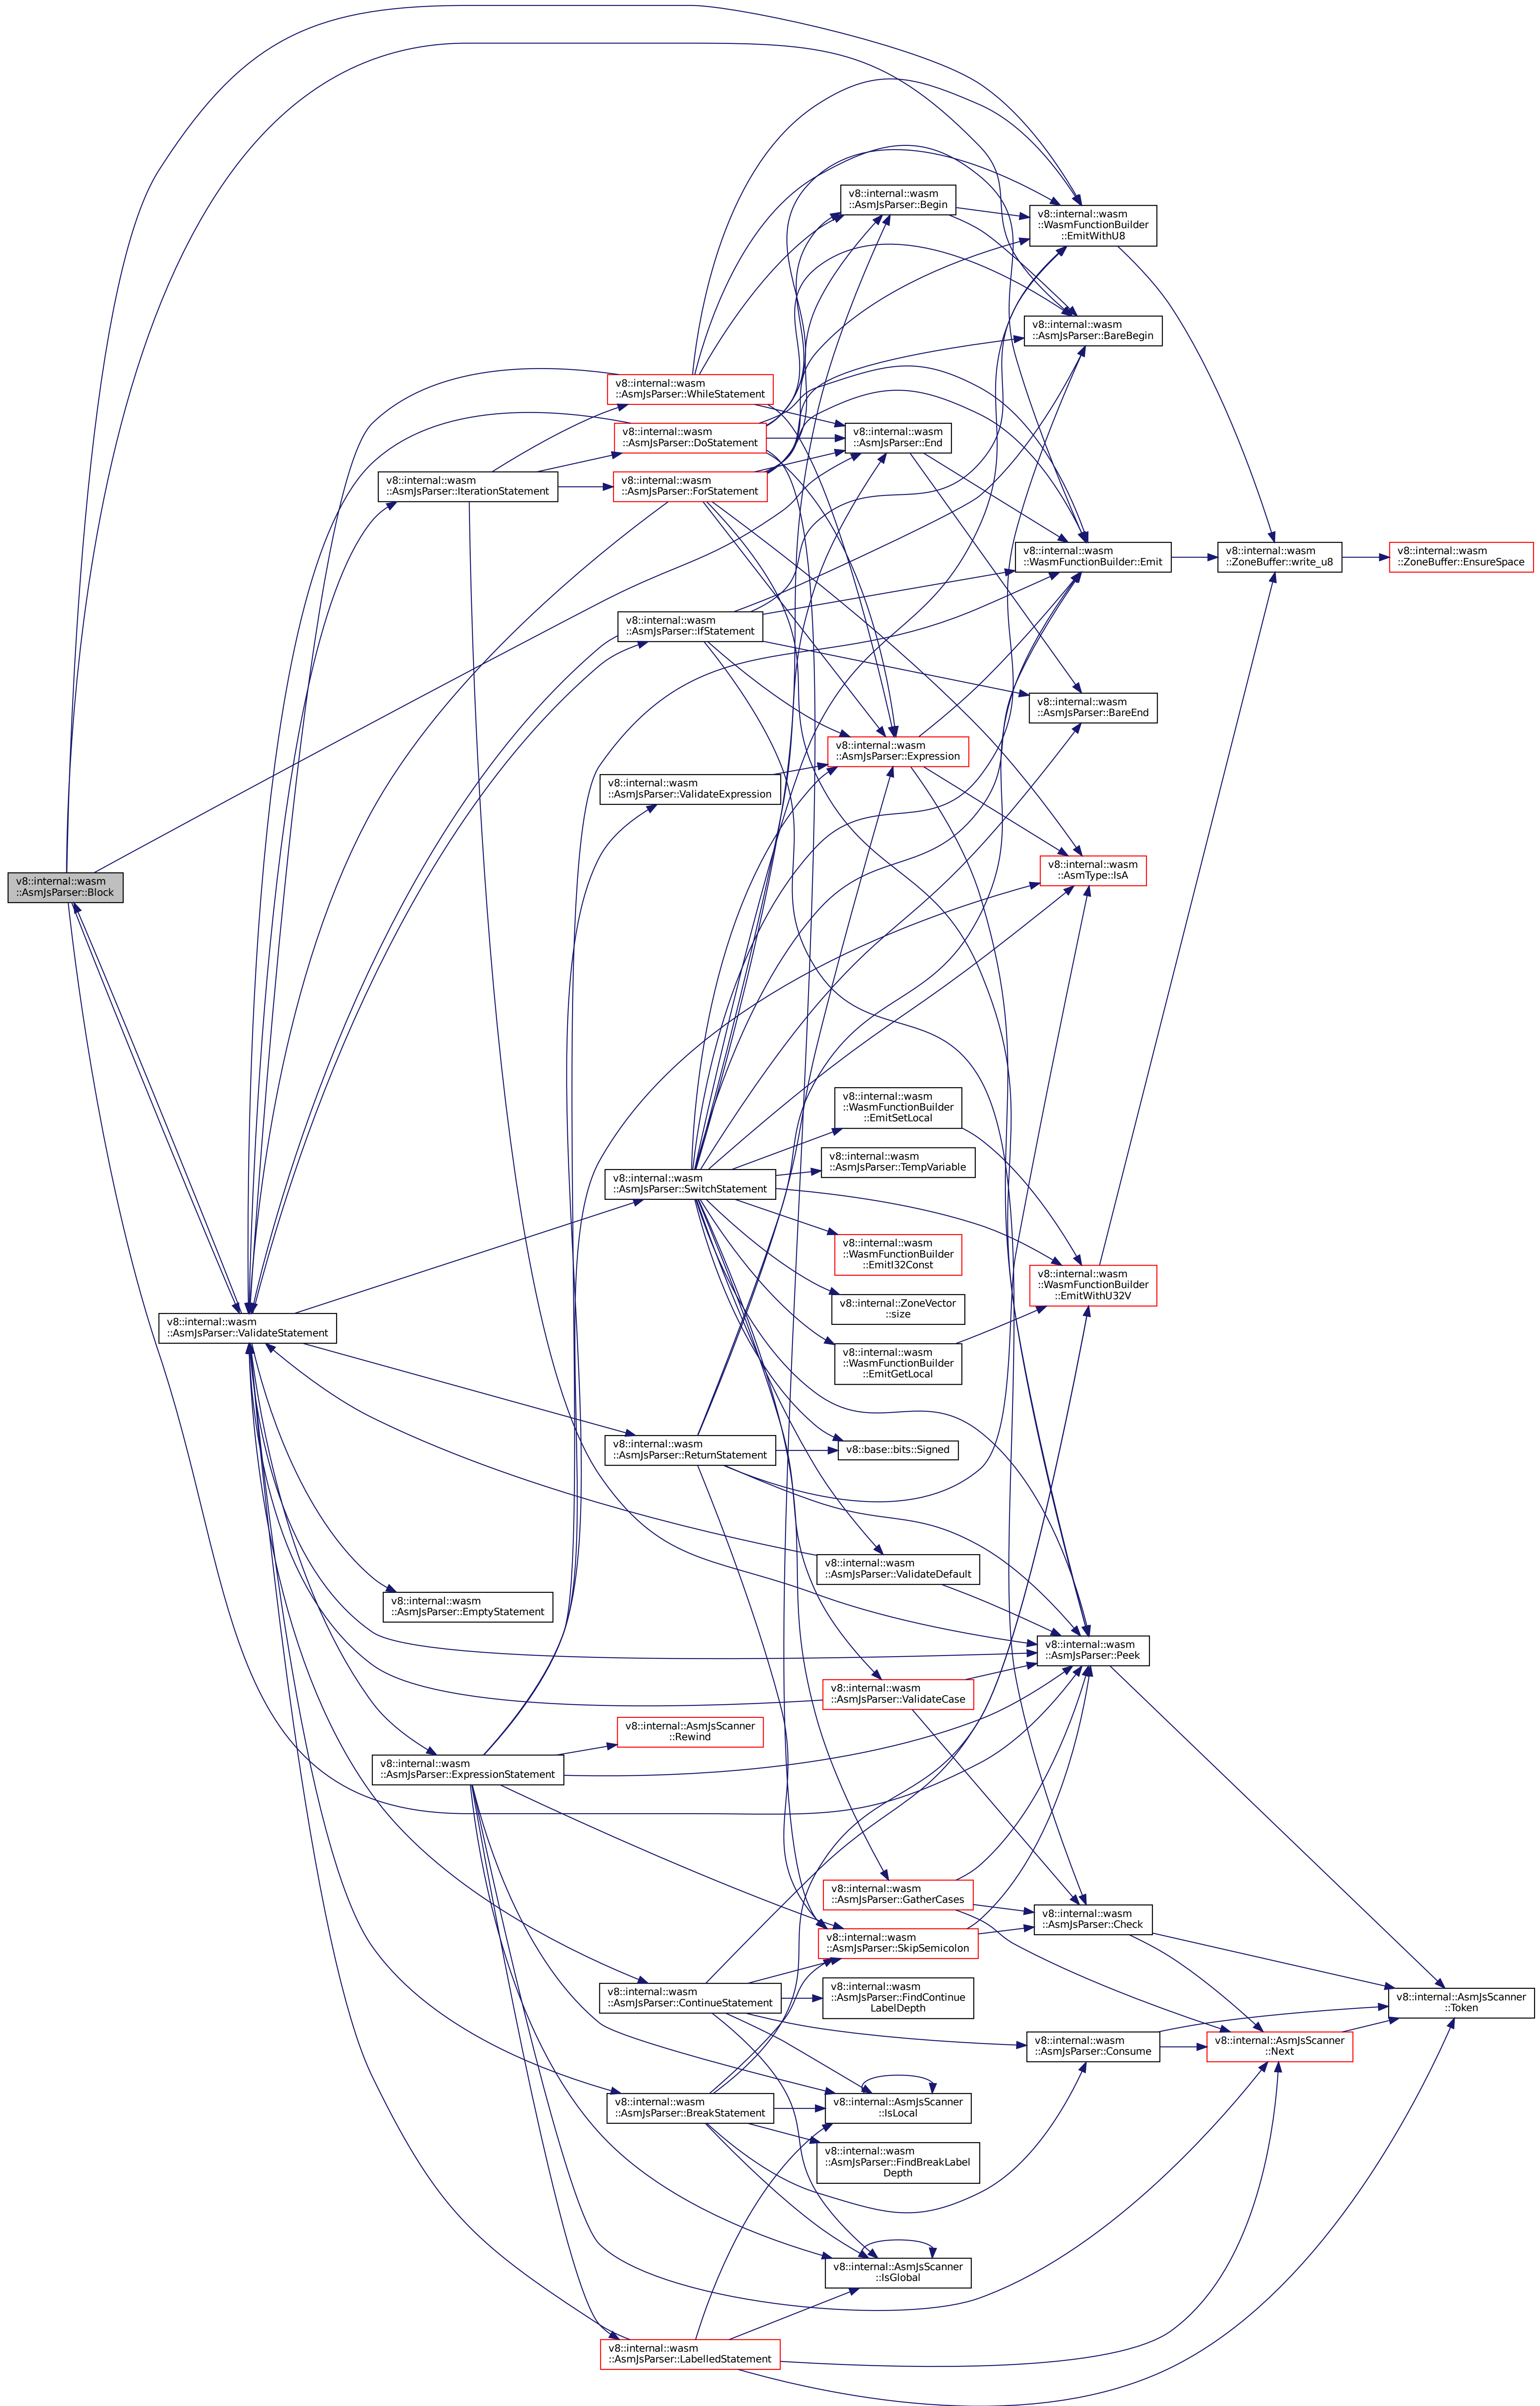 v8::internal::wasm
::AsmJsParser::Begin
v8::internal::wasm
::WasmFunctionBuilder
::EmitWithU8
v8::internal::wasm
::AsmJsParser::BareBegin
v8::internal::wasm
::AsmJsParser::WhileStatement
v8::internal::wasm
::AsmJsParser::DoStatement
v8::internal::wasm
::AsmJsParser::End
v8::internal::wasm
::AsmJsParser::IterationStatement
v8::internal::wasm
::AsmJsParser::ForStatement
v8::internal::wasm
::WasmFunctionBuilder::Emit
v8::internal::wasm
::ZoneBuffer::write_u8
v8::internal::wasm
::ZoneBuffer::EnsureSpace
v8::internal::wasm
::AsmJsParser::IfStatement
v8::internal::wasm
::AsmJsParser::BareEnd
v8::internal::wasm
::AsmJsParser::Expression
v8::internal::wasm
::AsmJsParser::ValidateExpression
v8::internal::wasm
::AsmJsParser::Block
v8::internal::wasm
::AsmType::IsA
v8::internal::wasm
::WasmFunctionBuilder
::EmitSetLocal
v8::internal::wasm
::AsmJsParser::TempVariable
v8::internal::wasm
::AsmJsParser::SwitchStatement
v8::internal::wasm
::WasmFunctionBuilder
::EmitI32Const
v8::internal::wasm
::WasmFunctionBuilder
::EmitWithU32V
v8::internal::ZoneVector
::size
v8::internal::wasm
::AsmJsParser::ValidateStatement
v8::internal::wasm
::WasmFunctionBuilder
::EmitGetLocal
v8::internal::wasm
::AsmJsParser::ReturnStatement
v8::base::bits::Signed
v8::internal::wasm
::AsmJsParser::ValidateDefault
v8::internal::wasm
::AsmJsParser::EmptyStatement
v8::internal::wasm
::AsmJsParser::Peek
v8::internal::wasm
::AsmJsParser::ValidateCase
v8::internal::AsmJsScanner
::Rewind
v8::internal::wasm
::AsmJsParser::ExpressionStatement
v8::internal::wasm
::AsmJsParser::GatherCases
v8::internal::wasm
::AsmJsParser::Check
v8::internal::wasm
::AsmJsParser::SkipSemicolon
v8::internal::wasm
::AsmJsParser::ContinueStatement
v8::internal::wasm
::AsmJsParser::FindContinue
LabelDepth
v8::internal::AsmJsScanner
::Token
v8::internal::wasm
::AsmJsParser::Consume
v8::internal::AsmJsScanner
::Next
v8::internal::wasm
::AsmJsParser::BreakStatement
v8::internal::AsmJsScanner
::IsLocal
v8::internal::wasm
::AsmJsParser::FindBreakLabel
Depth
v8::internal::AsmJsScanner
::IsGlobal
v8::internal::wasm
::AsmJsParser::LabelledStatement